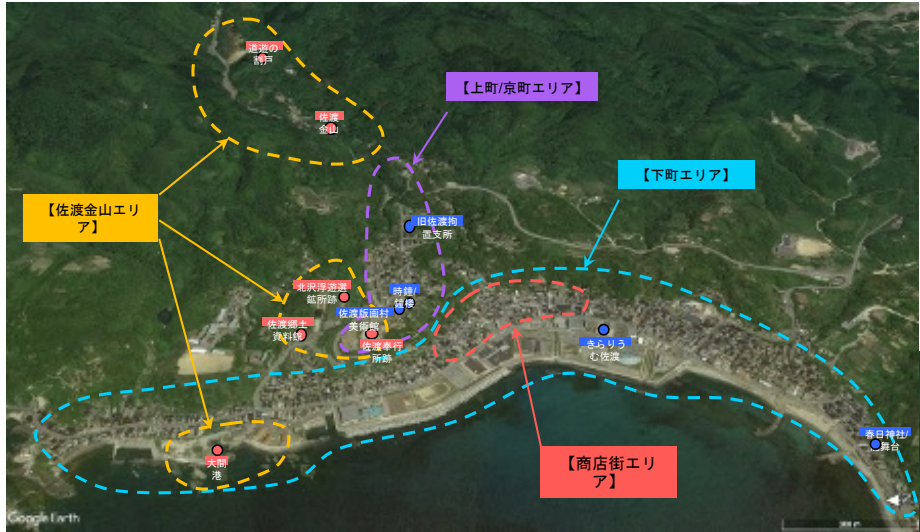 道遊の
割戸
佐渡
金山
【上町/京町エリア】
【下町エリア】
【佐渡金山エリ
ア】
旧佐渡拘
置支所
北沢浮遊選
鉱所跡
時鐘/
鐘楼
佐渡版画村
美術館
佐渡郷土
資料館
佐渡奉行
所跡
きらりう
む佐渡
【商店街エリ
ア】
大間
港
春日神社/
能舞台
Google Earth